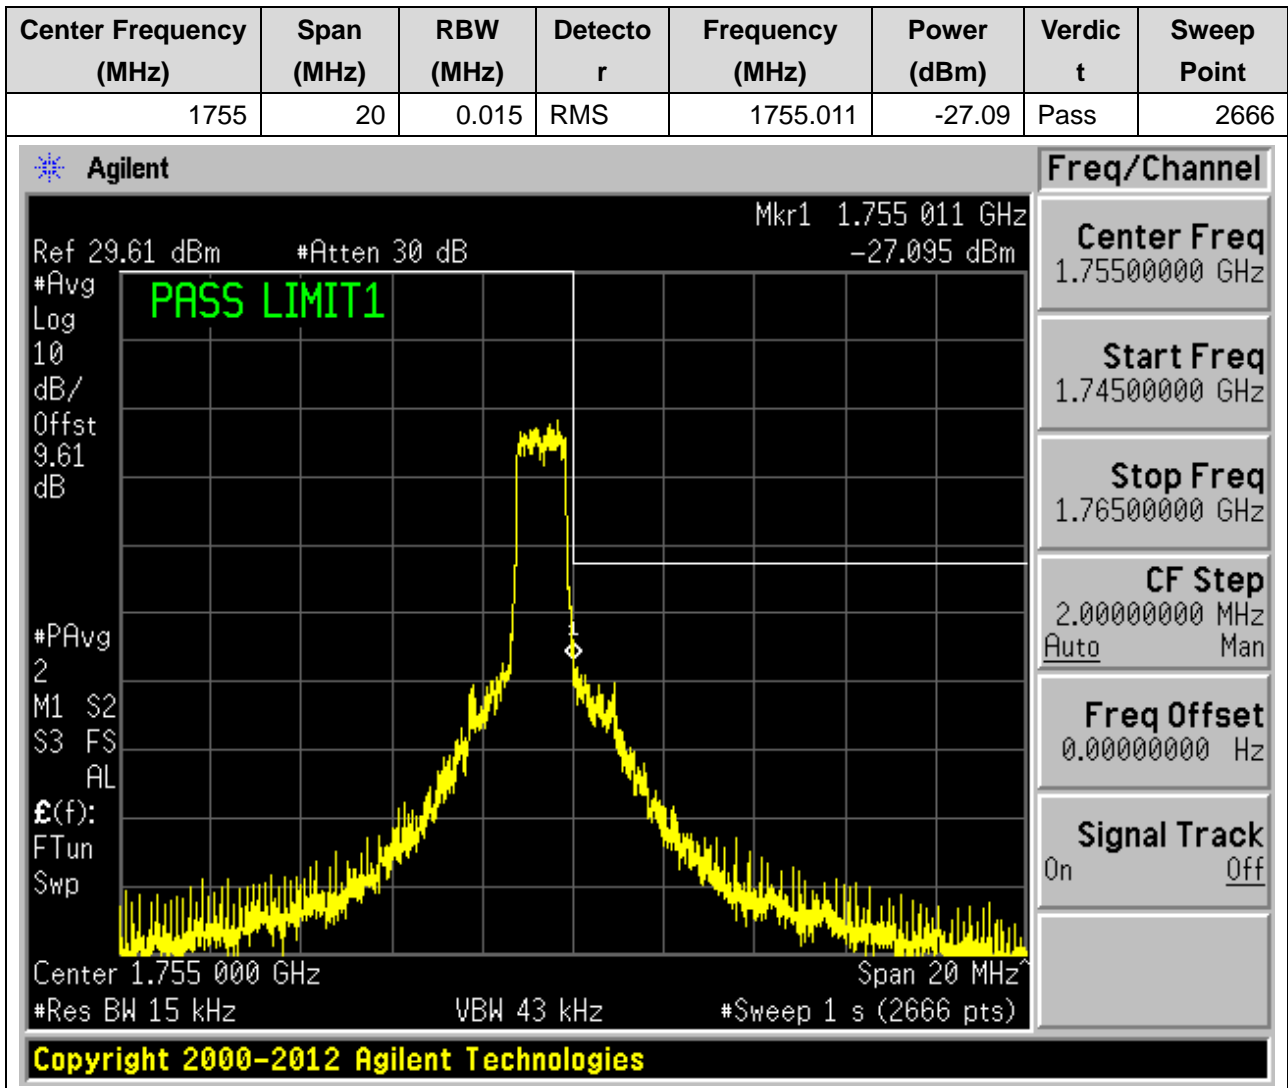 Center Frequency (MHz) Span (MHz) RBW (MHz) Detector Frequency (MHz) Power (dBm) Verdict Sweep Point
1755 20 0.015 RMS 1755.011 -27.09 Pass 2666
Agilent
Freq/Channel
Mkr1 1.755 011 GHz
Ref 29.61 dBm #Atten 30 dB -27.095 dBm
#Avg
Log
10
dB/
Offst
9.61
dB
PASS LIMIT1
1
#PAvg
2
M1 S2
S3 FS
AL
£(f):
FTun
Swp
Center 1.755 000 GHz Span 20 MHz^
#Res BW 15 kHz VBW 43 kHz #Sweep 1 s (2666 pts)
Center Freq
1.75500000 GHz
Start Freq
1.74500000 GHz
Stop Freq
1.76500000 GHz
CF Step
2.00000000 MHz
Auto Man
Freq Offset
0.00000000 Hz
Signal Track
On Off
Copyright 2000-2012 Agilent Technologies